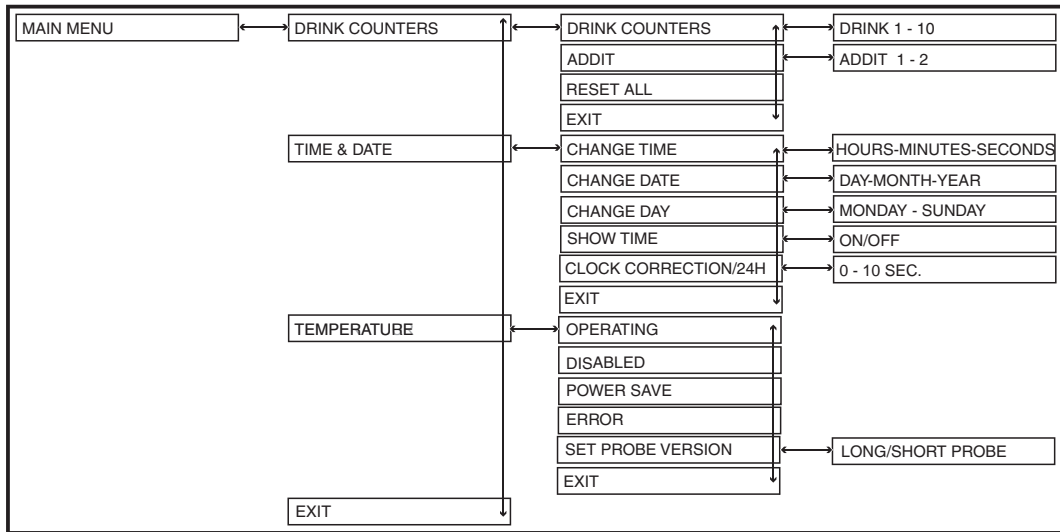 MAIN MENU DRINK COUNTERS DRINK COUNTERS DRINK 1 - 10
ADDIT ADDIT 1 - 2
RESET ALL
EXIT
TIME & DATE CHANGE TIME HOURS-MINUTES-SECONDS
CHANGE DATE DAY-MONTH-YEAR
CHANGE DAY MONDAY - SUNDAY
SHOW TIME ON/OFF
CLOCK CORRECTION/24H 0 - 10 SEC.
EXIT
TEMPERATURE OPERATING
DISABLED
POWER SAVE
ERROR
SET PROBE VERSION LONG/SHORT PROBE
EXIT
EXIT